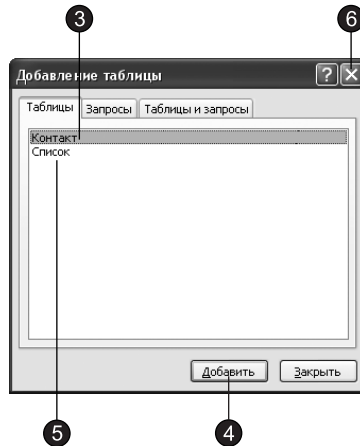 3 6
Добавление таблицы ? X
Таблицы Запросы Таблицы и запросы
Контакт
Список
Добавить Закрыть
5 4